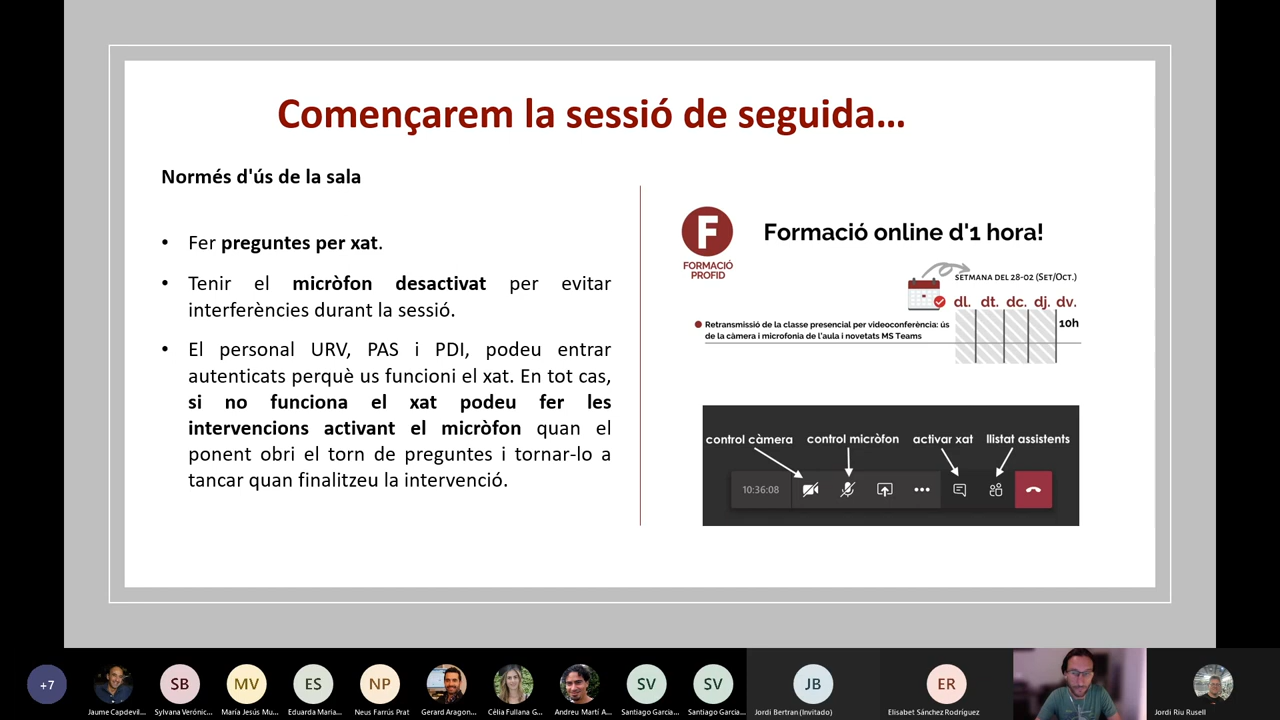 Començarem la sessió de seguida...
Normés d'ús de la sala
• Fer preguntes per xat.
• Tenir el micròfon desactivat per evitar
interferències durant la sessió.
• El personal URV, PAS i PDI, podeu entrar
autenticats perquè us funcioni el xat. En tot cas,
si no funciona el xat podeu fer les
intervencions activant el micròfon quan el
ponent obri el torn de preguntes i tornar-lo a
tancar quan finalitzeu la intervenció.
F
FORMACIÓ
PROFID
Formació online d'1 hora!
SETMANA DEL 28-02 (SET/OCT.)
dl. dt. dc. dj. dv.
Retransmissió de la classe presencial per videoconferència: ús
de la càmera i microfonia de l'aula i novetats MS Teams
10h
control càmera control micròfon activar xat llistat assistents
10:36:08
+7
SB
MV
ES
NP
SV
SV
JB
ER
Jaume Capdevil...
Sylvana Verónic...
María Jesús Mu...
Eduarda Maria...
Neus Farrús Prat
Gerard Aragon...
Célia Fullana G...
Andreu Martí A...
Santiago Garcia...
Santiago Garcia...
Jordi Bertran (Invitado)
Elisabet Sánchez Rodriguez
Jordi Riu Rusell